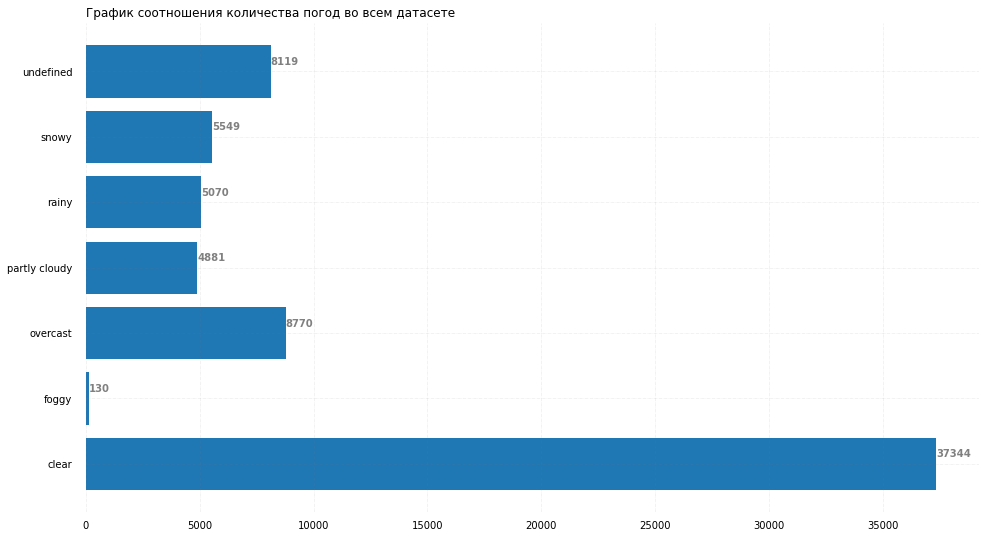 График соотношения количества погод во всем датасете
undefined 8119
snowy 5549
rainy 5070
partly cloudy 4881
overcast 8770
foggy 130
clear 37344
0 5000 10000 15000 20000 25000 30000 35000